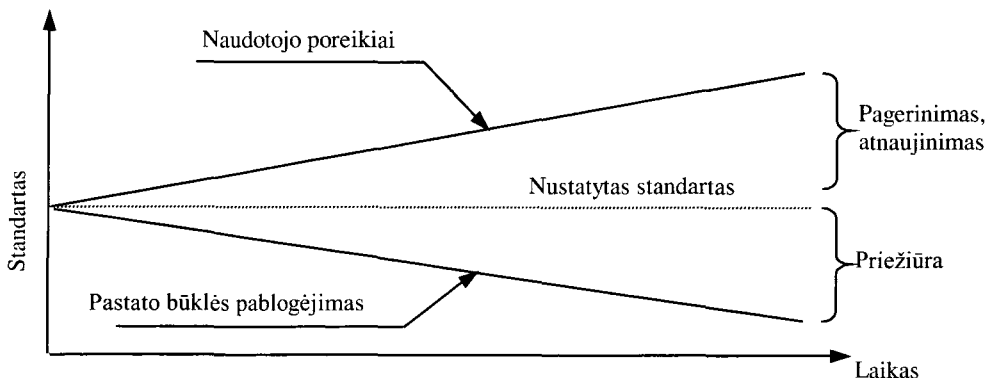 Naudotojo poreikiai
Pagerinimas,
atnaujinimas
Nustatytas standartas
Standartas
Priežiūra
Pastato būklės pablogėjimas
Laikas